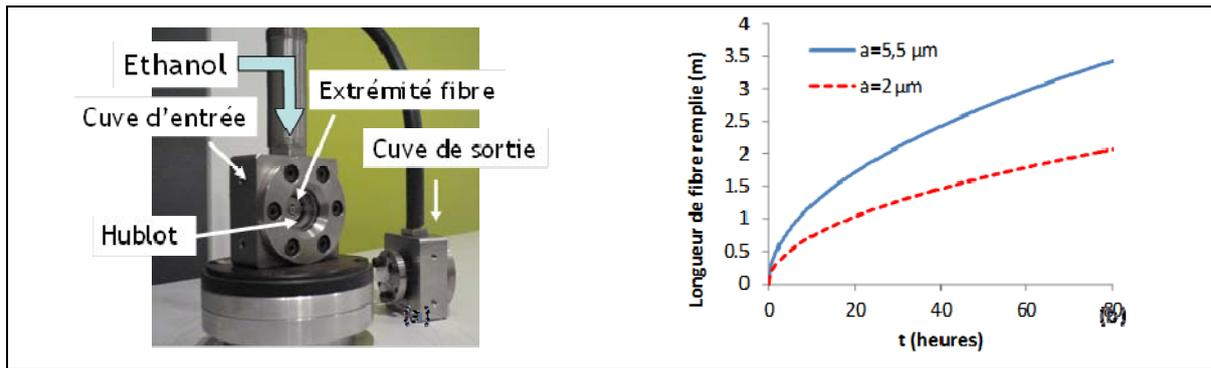 Ethanol
Extrémité fibre
Cuve d'entrée
Cuve de sortie
Hublot
(a)
Longueur de fibre remplie (m)
4
3.5
3
2.5
2
1.5
1
0.5
0
a=5,5 µm
a=2 µm
0 20 40 60 80
(b)
t (heures)